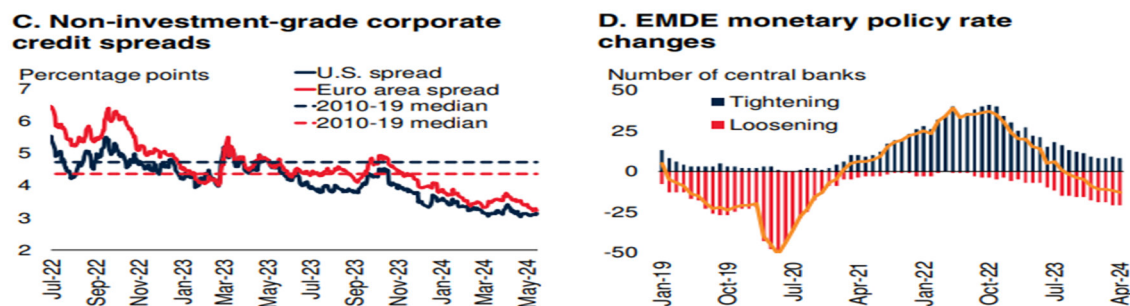 C. Non-investment-grade corporate
credit spreads
Percentage points
U.S. spread
Euro area spread
2010-19 median
2010-19 median
7
6
5
4
3
2
Jul-22
Sep-22
Nov-22
Jan-23
Mar-23
May-23
Jul-23
Sep-23
Nov-23
Jan-24
Mar-24
May-24
D. EMDE monetary policy rate
changes
Number of central banks
Tightening
Loosening
50
25
0
-25
-50
Jan-19
Oct-19
Jul-20
Apr-21
Jan-22
Oct-22
Jul-23
Apr-24